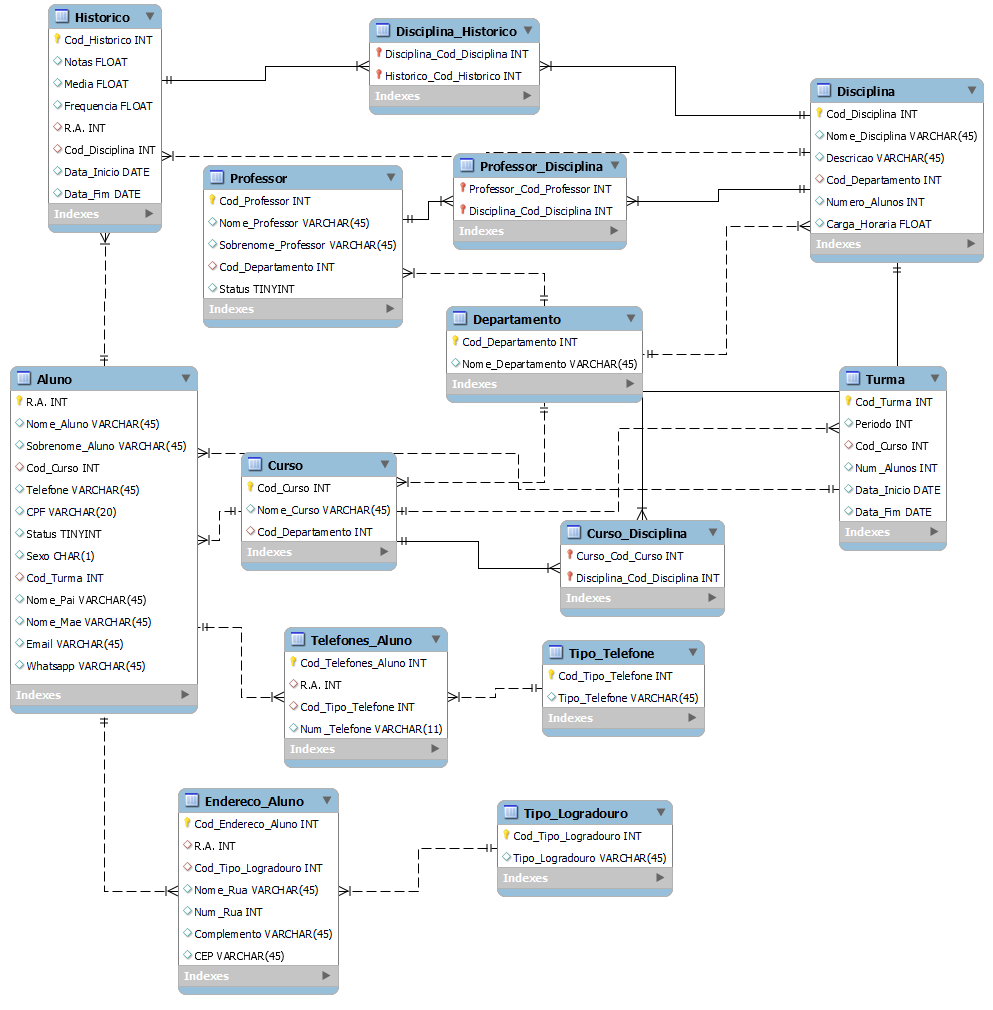 Historico
Cod_Historico INT
Notas FLOAT
Media FLOAT
Frequencia FLOAT
R.A. INT
Cod_Disciplina INT
Data_Inicio DATE
Data_Fim DATE
Indexes
Disciplina_Historico
Disciplina_Cod_Disciplina INT
Historico_Cod_Historico INT
Indexes
Disciplina
Cod_Disciplina INT
Nome_Disciplina VARCHAR(45)
Descricao VARCHAR(45)
Cod_Departamento INT
Numero_Alunos INT
Carga_Horaria FLOAT
Indexes
Professor
Cod_Professor INT
Nome_Professor VARCHAR(45)
Sobrenome_Professor VARCHAR(45)
Cod_Departamento INT
Status TINYINT
Indexes
Professor_Disciplina
Professor_Cod_Professor INT
Disciplina_Cod_Disciplina INT
Indexes
Departamento
Cod_Departamento INT
Nome_Departamento VARCHAR(45)
Indexes
Aluno
R.A. INT
Nome_Aluno VARCHAR(45)
Sobrenome_Aluno VARCHAR(45)
Cod_Curso INT
Telefone VARCHAR(45)
CPF VARCHAR(20)
Status TINYINT
Sexo CHAR(1)
Cod_Turma INT
Nome_Pai VARCHAR(45)
Nome_Mae VARCHAR(45)
Email VARCHAR(45)
Whatsapp VARCHAR(45)
Indexes
Turma
Cod_Turma INT
Periodo INT
Cod_Curso INT
Num_Alunos INT
Data_Inicio DATE
Data_Fim DATE
Indexes
Curso
Cod_Curso INT
Nome_Curso VARCHAR(45)
Cod_Departamento INT
Indexes
Curso_Disciplina
Curso_Cod_Curso INT
Disciplina_Cod_Disciplina INT
Indexes
Telefones_Aluno
Cod_Telefones_Aluno INT
R.A. INT
Cod_Tipo_Telefone INT
Num_Telefone VARCHAR(11)
Indexes
Tipo_Telefone
Cod_Tipo_Telefone INT
Tipo_Telefone VARCHAR(45)
Indexes
Endereco_Aluno
Cod_Endereco_Aluno INT
R.A. INT
Cod_Tipo_Logradouro INT
Nome_Rua VARCHAR(45)
Num_Rua INT
Complemento VARCHAR(45)
CEP VARCHAR(45)
Indexes
Tipo_Logradouro
Cod_Tipo_Logradouro INT
Tipo_Logradouro VARCHAR(45)
Indexes